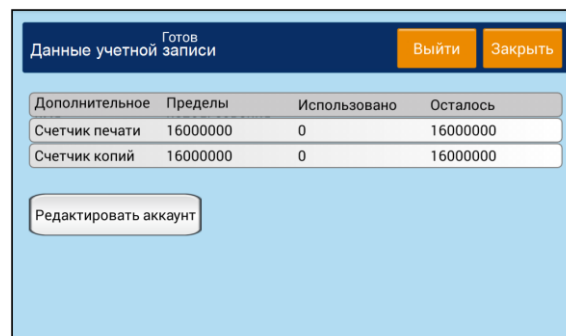 Готов
Данные учетной записи
Выйти
Закрыть
Дополнительное Пределы Использовано Осталось
Счетчик печати 16000000 0 16000000
Счетчик копий 16000000 0 16000000
Редактировать аккаунт